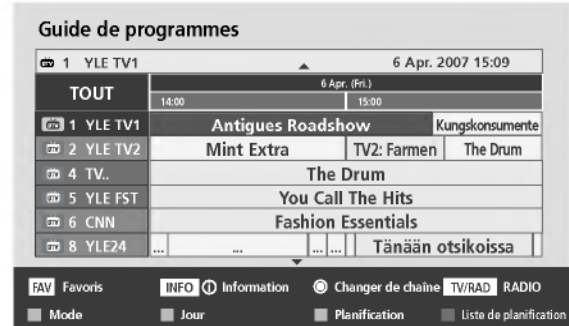 Guide de programmes
1 YLE TV1 6 Apr. 2007 15:09
TOUT 6 Apr. (Fri.)
14:00 15:00
1 YLE TV1 Antigues Roadshow Kungskonsumente
2 YLE TV2 Mint Extra TV2: Farmen The Drum
4 TV.. The Drum
5 YLE FST You Call The Hits
6 CNN Fashion Essentials
8 YLE24 ... ... ... ... Tänään otsikoissa
FAV Favoris INFO ⓘ Information Changer de chaîne TV/RAD RADIO
Mode Jour Planification Liste de planification